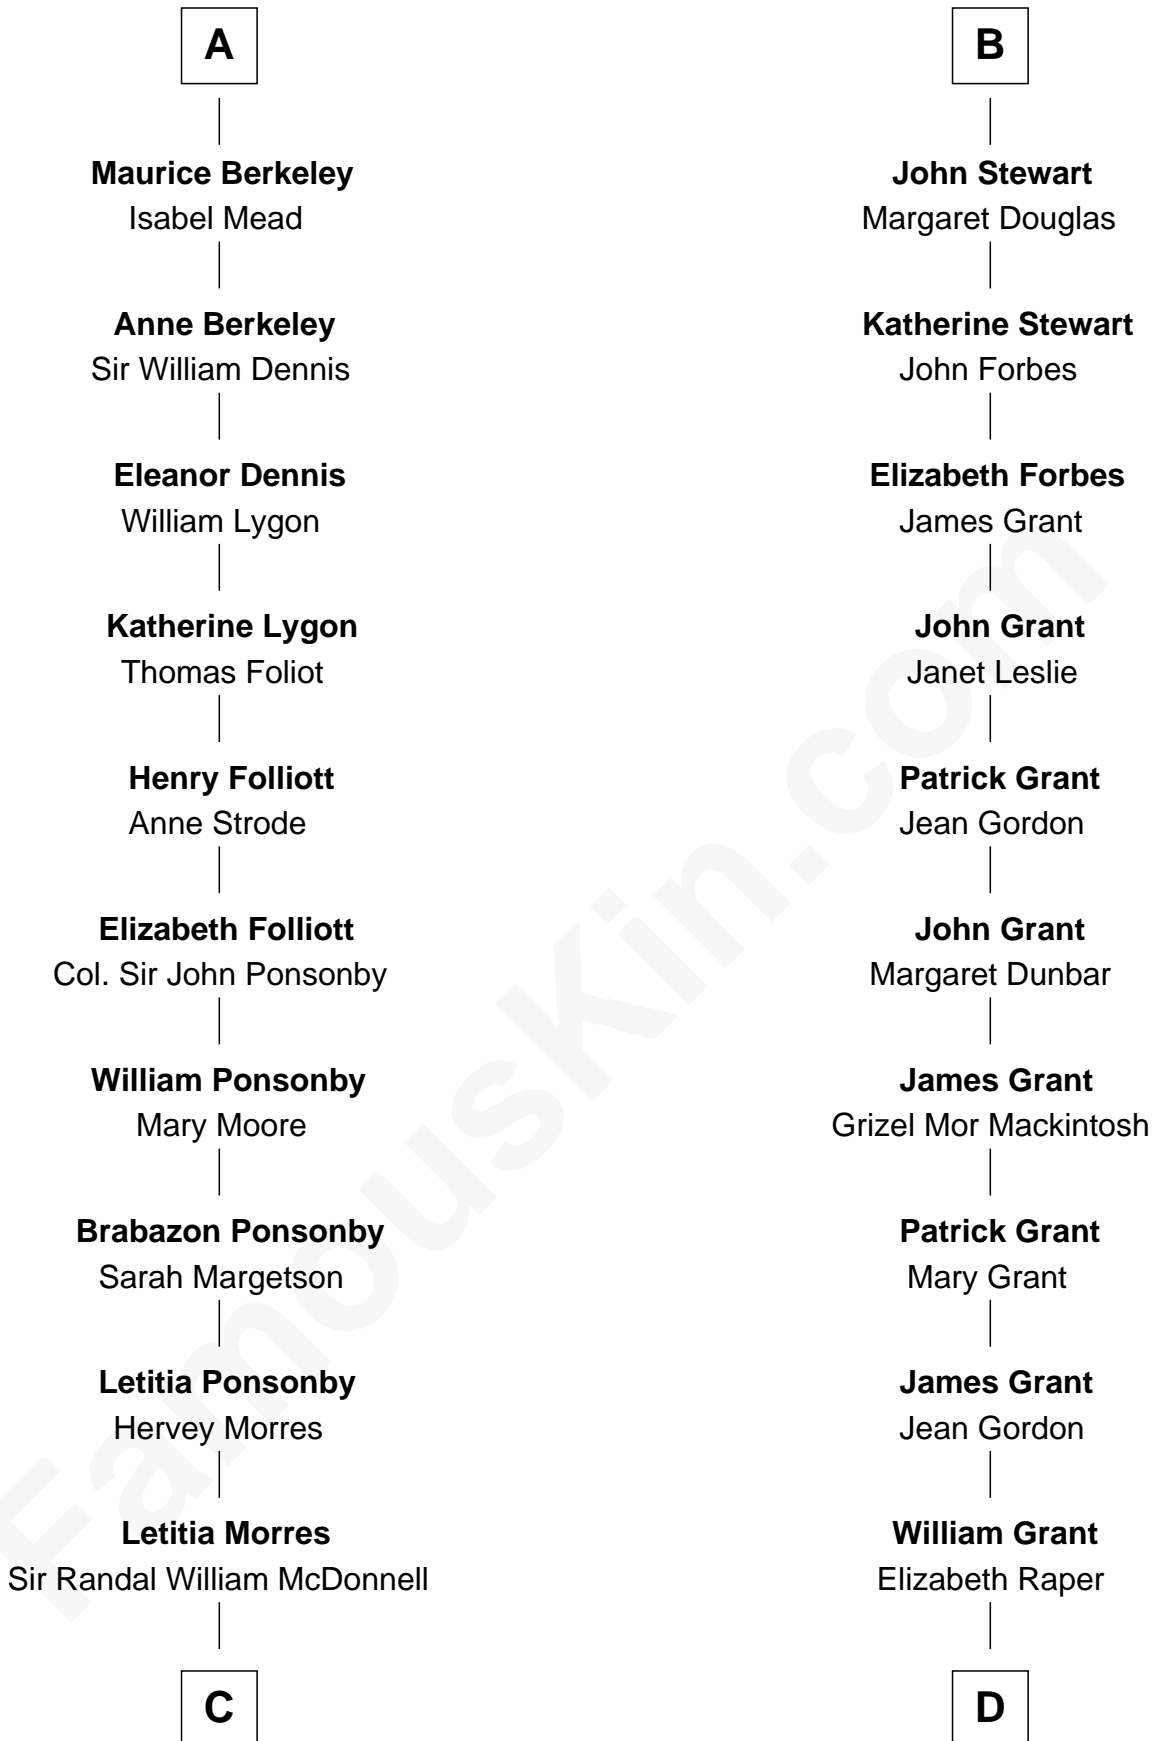 A
Maurice Berkeley
Isabel Mead
Anne Berkeley
Sir William Dennis
Eleanor Dennis
William Lygon
Katherine Lygon
Thomas Foliot
Henry Folliott
Anne Strode
Elizabeth Folliott
Col. Sir John Ponsonby
William Ponsonby
Mary Moore
Brabazon Ponsonby
Sarah Margetson
Letitia Ponsonby
Hervey Morres
Letitia Morres
Sir Randal William McDonnell
C
B
John Stewart
Margaret Douglas
Katherine Stewart
John Forbes
Elizabeth Forbes
James Grant
John Grant
Janet Leslie
Patrick Grant
Jean Gordon
John Grant
Margaret Dunbar
James Grant
Grizel Mor Mackintosh
Patrick Grant
Mary Grant
James Grant
Jean Gordon
William Grant
Elizabeth Raper
D
FamousKin.com